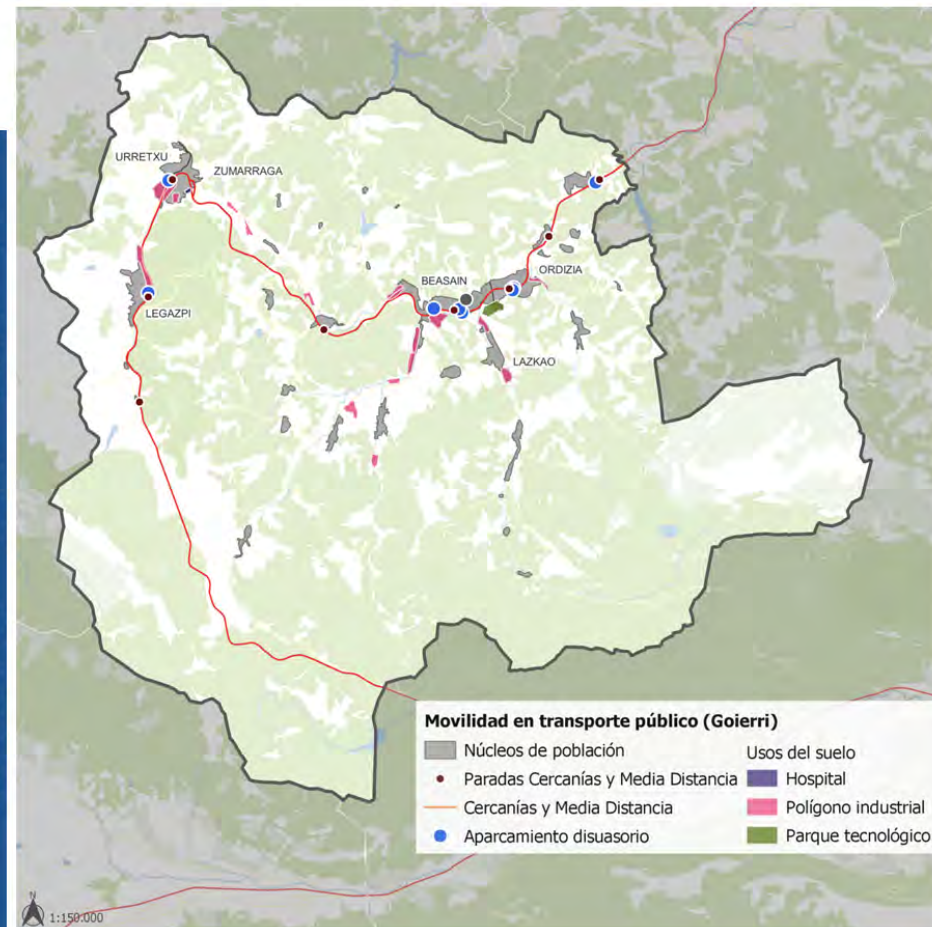 URRETXU
ZUMARRAGA
BEASAIN
ORDIZIA
LEGAZPI
LAZKAO
Movilidad en transporte público (Goierri)
Núcleos de población
Paradas Cercanías y Media Distancia
Cercanías y Media Distancia
Aparcamiento disuasorio
Usos del suelo
Hospital
Polígono industrial
Parque tecnológico
N
1:150.000